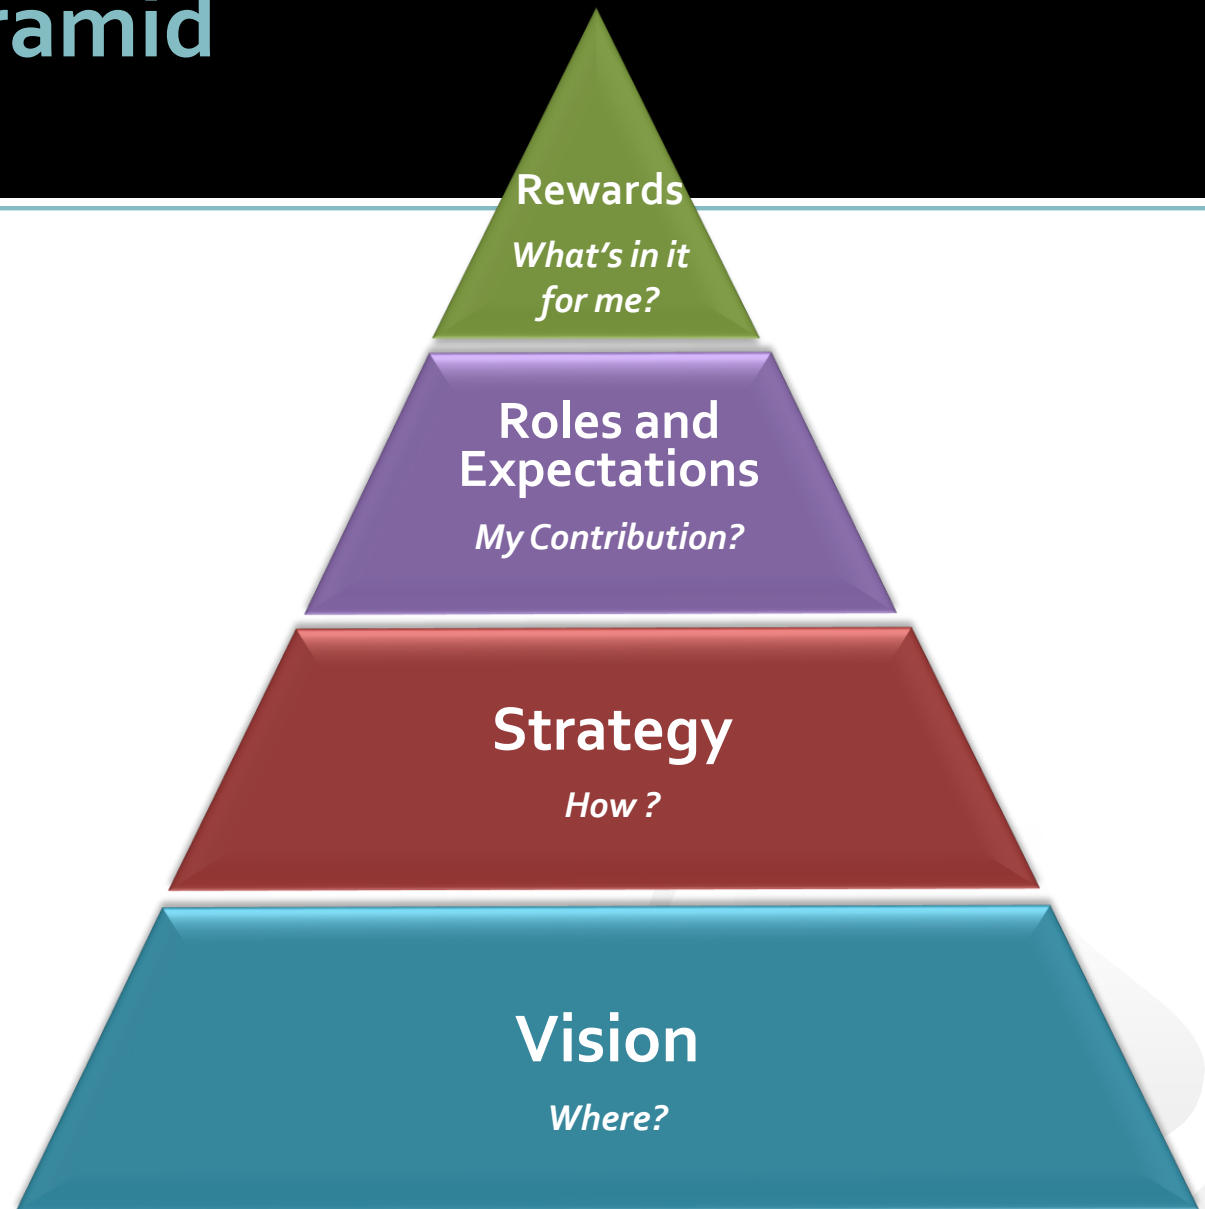 ramid
Rewards
What's in it
for me?
Roles and
Expectations
My Contribution?
Strategy
How ?
Vision
Where?